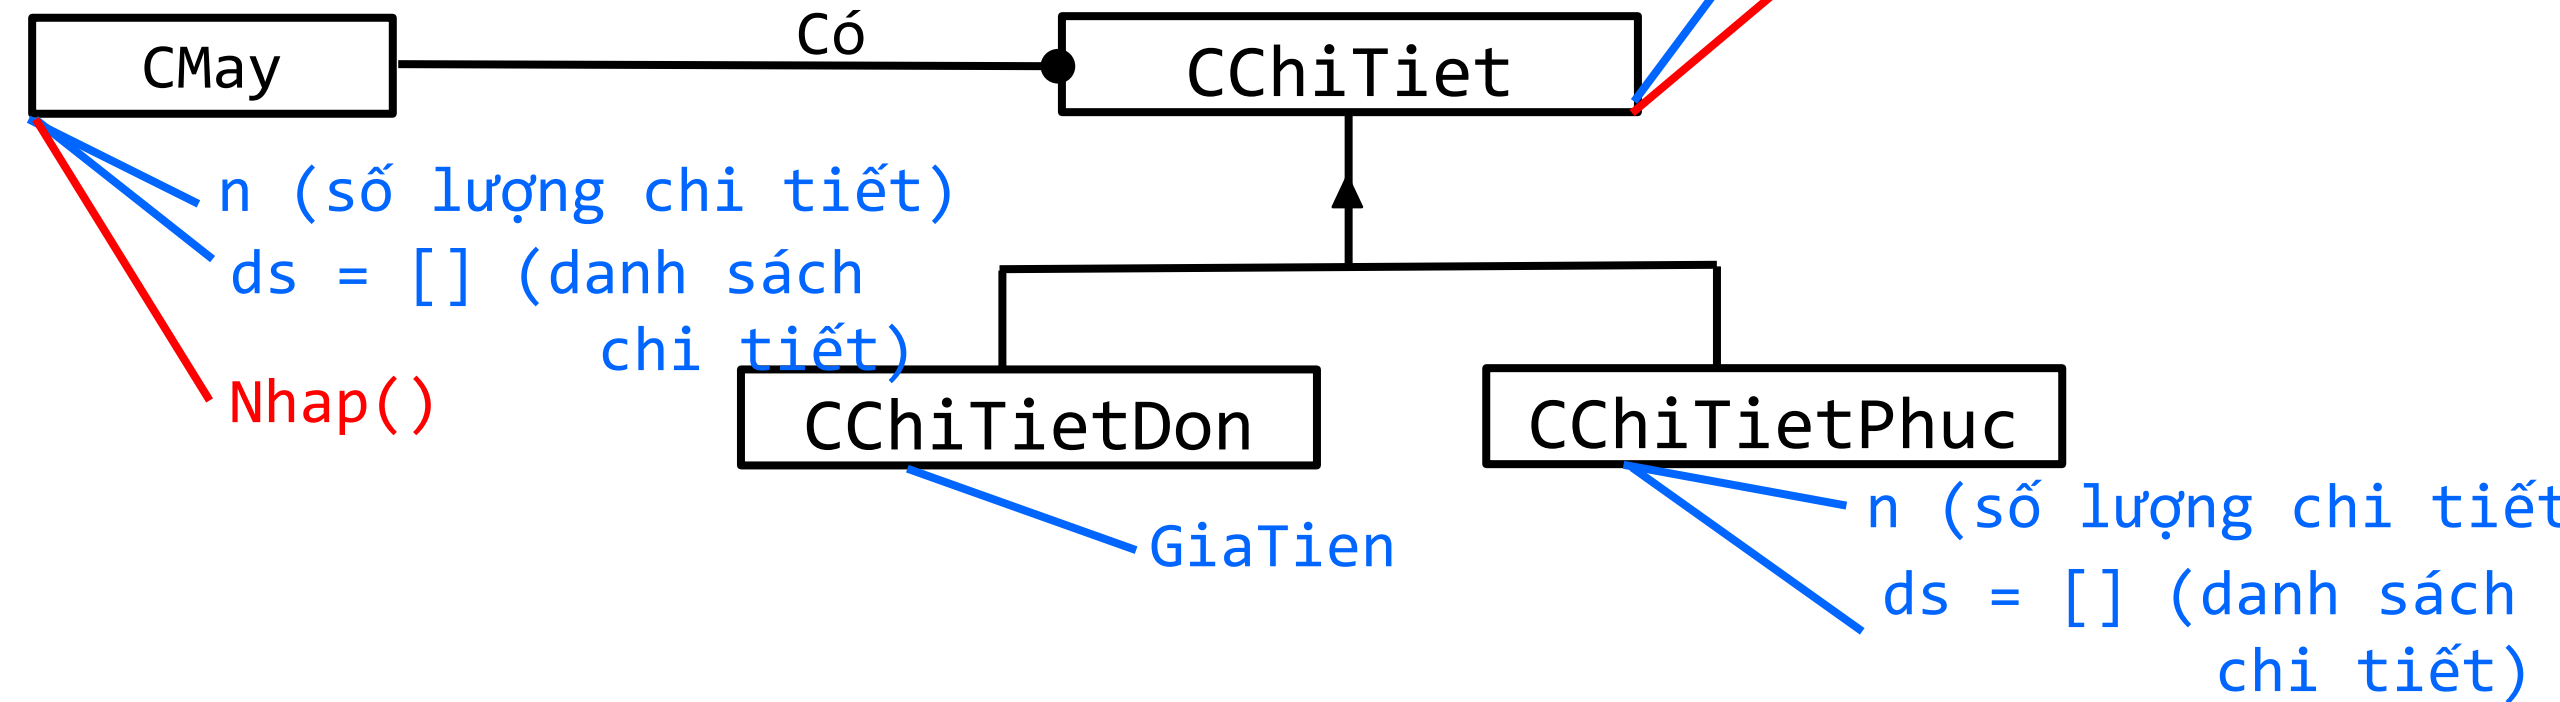 Có
CMay
CChiTiet
n (số lượng chi tiết)
ds = [] (danh sách
chi tiết)
Nhap()
CChiTietDon
CChiTietPhuc
GiaTien
n (số lượng chi tiết
ds = [] (danh sách
chi tiết)